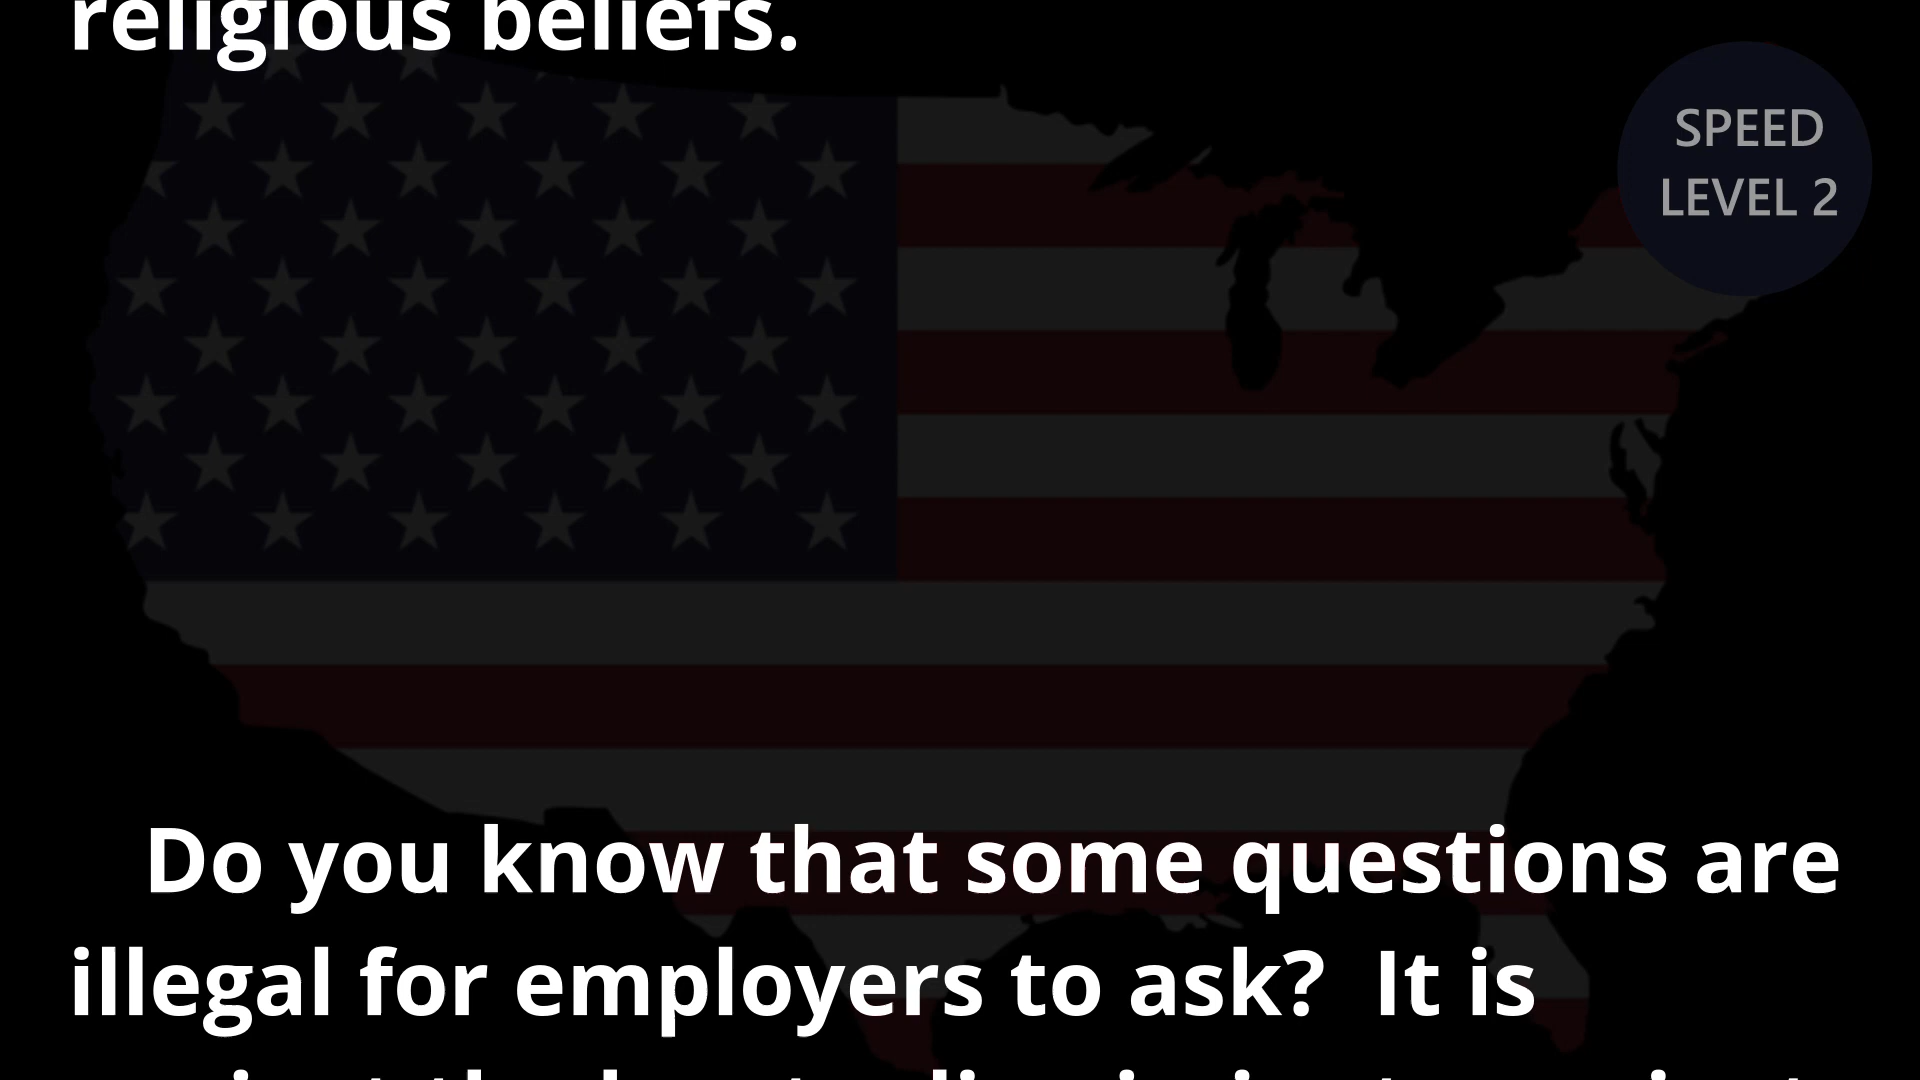 religious beliefs.
SPEED
LEVEL 2
Do you know that some questions are
illegal for employers to ask?  It is